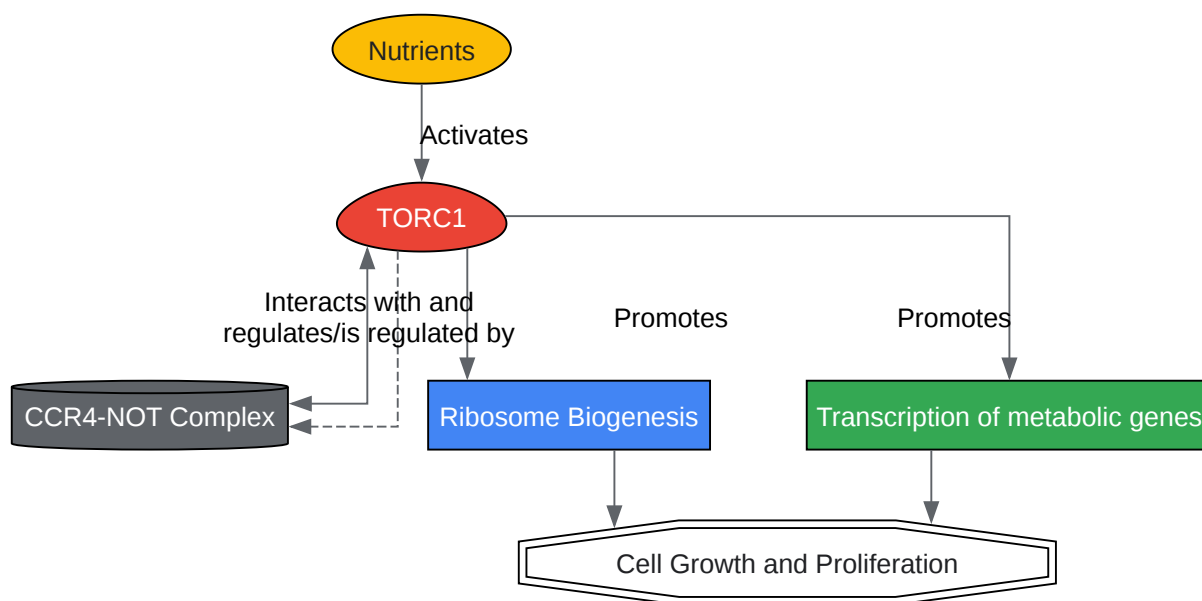 Nutrients
Activates
TORC1
Interacts with and
regulates/is regulated by
Promotes
Promotes
CCR4-NOT Complex
Ribosome Biogenesis
Transcription of metabolic genes
Cell Growth and Proliferation